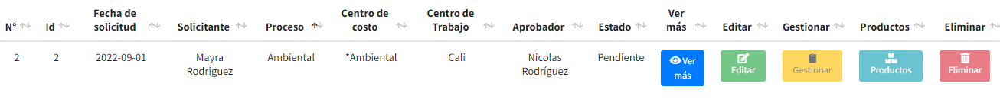 N° Id Fecha de solicitud Solicitante Proceso Centro de costo Centro de Trabajo Aprobador Estado Ver más Editar Gestionar Productos Eliminar
2 2 2022-09-01 Mayra Rodriguez Ambiental *Ambiental Cali Nicolas Rodríguez Pendiente Ver más Editar Gestionar Productos Eliminar